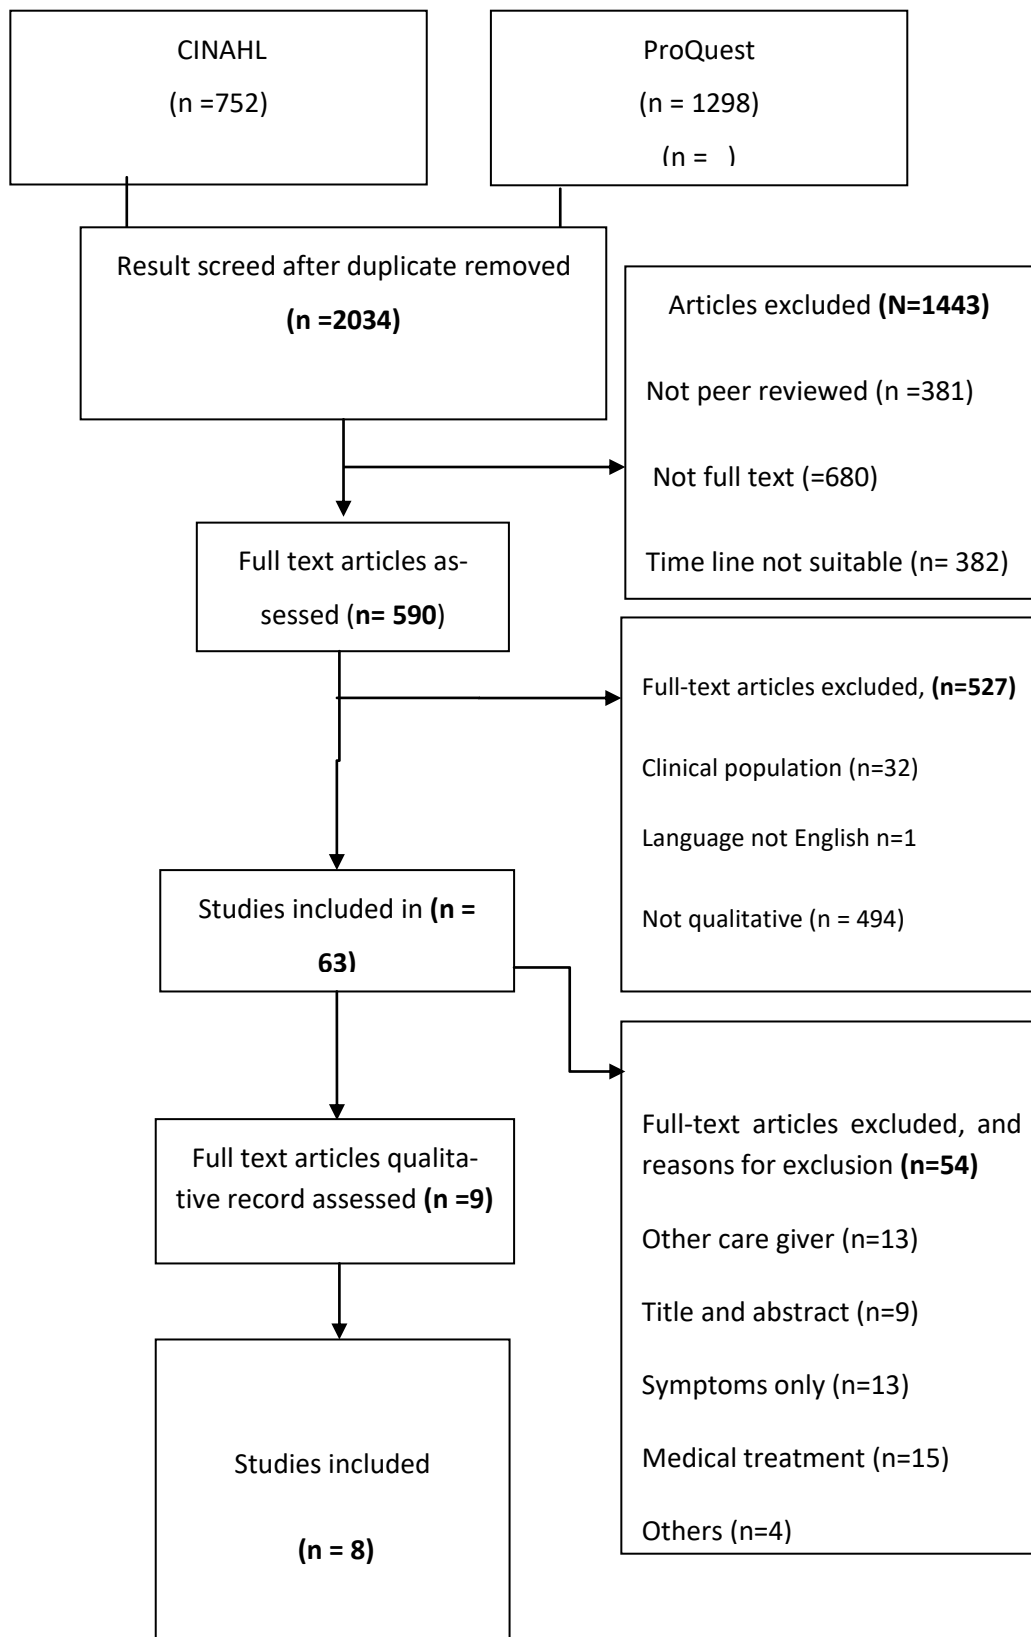 CINAHL
(n =752)
ProQuest
(n = 1298)
(n = )
Result screed after duplicate removed
(n =2034)
Articles excluded (N=1443)
Not peer reviewed (n =381)
Not full text (=680)
Time line not suitable (n= 382)
Full text articles as-
sessed (n= 590)
Full-text articles excluded, (n=527)
Clinical population (n=32)
Language not English n=1
Not qualitative (n = 494)
Studies included in (n =
63)
Full-text articles excluded, and
reasons for exclusion (n=54)
Other care giver (n=13)
Title and abstract (n=9)
Symptoms only (n=13)
Medical treatment (n=15)
Others (n=4)
Full text articles qualita-
tive record assessed (n =9)
Studies included
(n = 8)